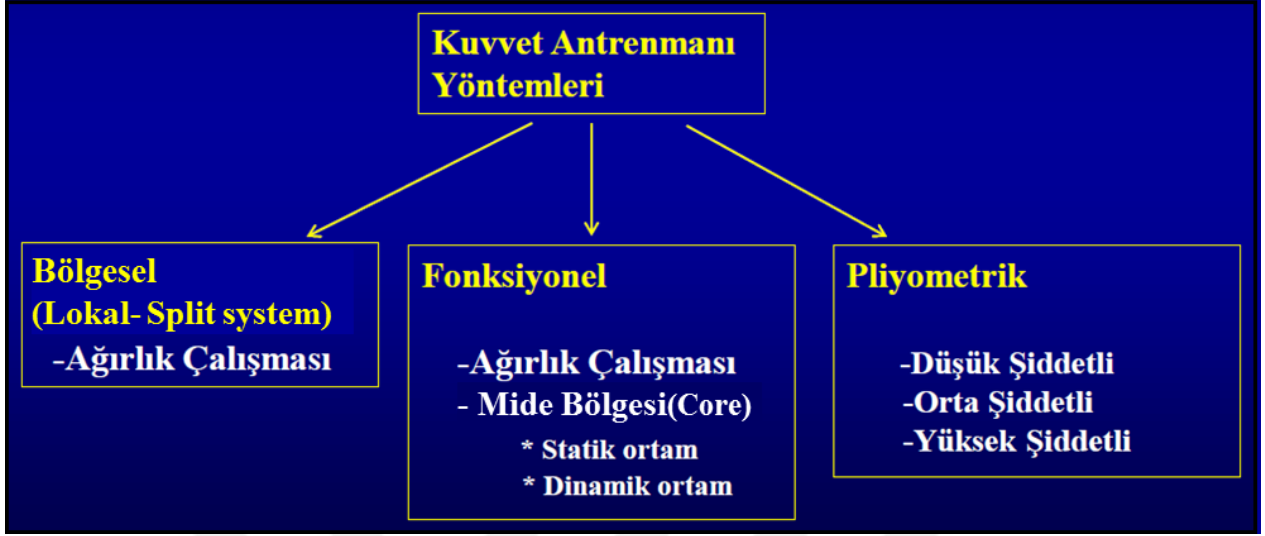 Kuvvet Antrenmanı
Yöntemleri
Bölgesel
(Lokal- Split system)
-Ağırlık Çalışması
Fonksiyonel
-Ağırlık Çalışması
- Mide Bölgesi(Core)
* Statik ortam
* Dinamik ortam
Pliyometrik
-Düşük Şiddetli
-Orta Şiddetli
-Yüksek Şiddetli